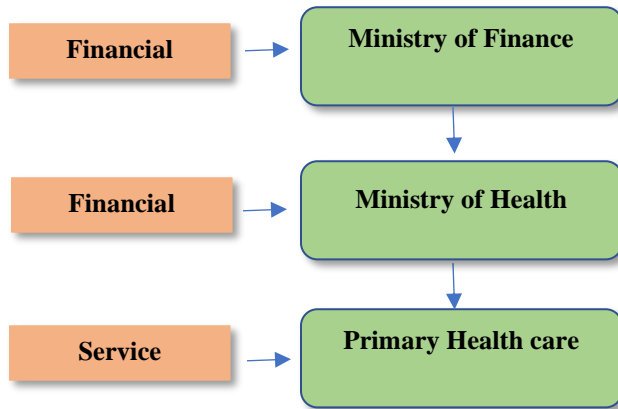 Financial
Ministry of Finance
Financial
Ministry of Health
Service
Primary Health care